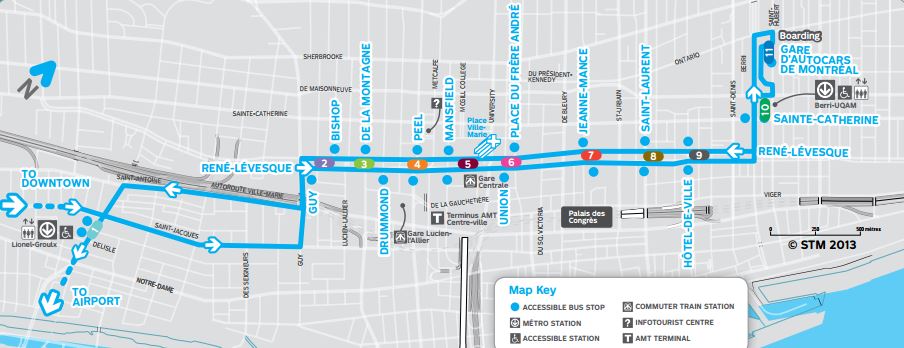 SAINT-
HUBERT
Boarding
11
GARE
D'AUTOCARS
DE MONTRÉAL
BERRI
Berri-UQAM
10
SAINTE-CATHERINE
SAINT-DENIS
ONTARIO
SHERBROOKE
DE MAISONNEUVE
SAINTE-CATHERINE
BISHOP
DE LA MONTAGNE
PEEL
METCALFE
?
MANSFIELD
MCGILL COLLEGE
Place
Ville-
Marie
UNIVERSITY
PLACE DU FRÈRE ANDRÉ
DU PRÉSIDENT-
KENNEDY
DE BLEURY
JEANNE-MANCE
ST-URBAIN
SAINT-LAURENT
N
RENÉ-LÉVESQUE
2
3
4
5
6
7
8
9
RENÉ-LÉVESQUE
TO
DOWNTOWN
SAINT-ANTOINE
AUTOROUTE VILLE-MARIE
GUY
LUCIEN-L'ALLIER
DRUMMOND
Gare
Centrale
DE LA GAUCHETIÈRE
T
Terminus AMT
Centre-ville
Gare Lucien-
l'Allier
UNION
DU SQ. VICTORIA
Palais des
Congrès
HÔTEL-DE-VILLE
VIGER
0
250
500 mètres
© STM 2013
Lionel-Groulx
1
DELISLE
SAINT-JACQUES
NOTRE-DAME
DES SEIGNEURS
GUY
TO
AIRPORT
Map Key
ACCESSIBLE BUS STOP
MÉTRO STATION
ACCESSIBLE STATION
COMMUTER TRAIN STATION
? INFOTOURIST CENTRE
T AMT TERMINAL